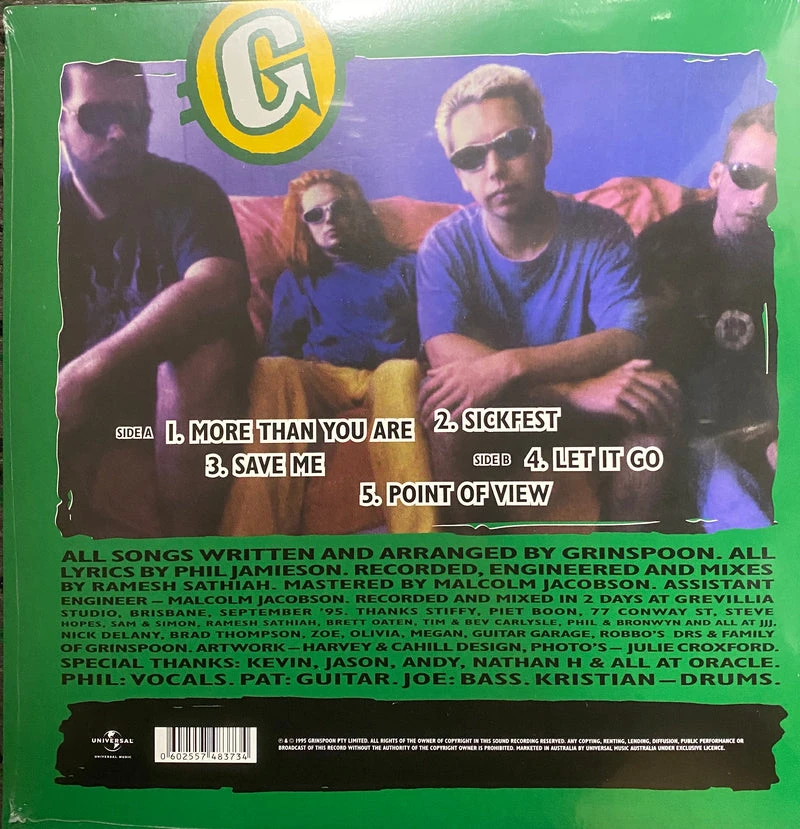 G
SIDE A 1. MORE THAN YOU ARE 2. SICKFEST
3. SAVE ME SIDE B 4. LET IT GO
5. POINT OF VIEW
ALL SONGS WRITTEN AND ARRANGED BY GRINSPOON. ALL
LYRICS BY PHIL JAMIESON. RECORDED, ENGINEERED AND MIXES
BY RAMESH SATHIAH. MASTERED BY MALCOLM JACOBSON. ASSISTANT
ENGINEER – MALCOLM JACOBSON. RECORDED AND MIXED IN 2 DAYS AT GREVILLIA
STUDIO, BRISBANE, SEPTEMBER '95. THANKS STIFFY, PIET BOON, 77 CONWAY ST, STEVE
HOPES, SAM & SIMON, RAMESH SATHIAH, BRETT OATEN, TIM & BEV CARLYSLE, PHIL & BRONWYN AND ALL AT JJJ,
NICK DELANY, BRAD THOMPSON, ZOE, OLIVIA, MEGAN, GUITAR GARAGE, ROBBO'S DRS & FAMILY
OF GRINSPOON. ARTWORK – HARVEY & CAHILL DESIGN, PHOTO'S – JULIE CROXFORD.
SPECIAL THANKS: KEVIN, JASON, ANDY, NATHAN H & ALL AT ORACLE.
PHIL: VOCALS. PAT: GUITAR. JOE: BASS. KRISTIAN – DRUMS.
UNIVERSAL
UNIVERSAL MUSIC
0 602557 483734
℗ & © 1995 GRINSPOON PTY LIMITED. ALL RIGHTS OF THE OWNER OF COPYRIGHT IN THIS SOUND RECORDING RESERVED. ANY COPYING, RENTING, LENDING, DIFFUSION, PUBLIC PERFORMANCE OR
BROADCAST OF THIS RECORD WITHOUT THE AUTHORITY OF THE COPYRIGHT OWNER IS PROHIBITED. MARKETED IN AUSTRALIA BY UNIVERSAL MUSIC AUSTRALIA UNDER EXCLUSIVE LICENCE.